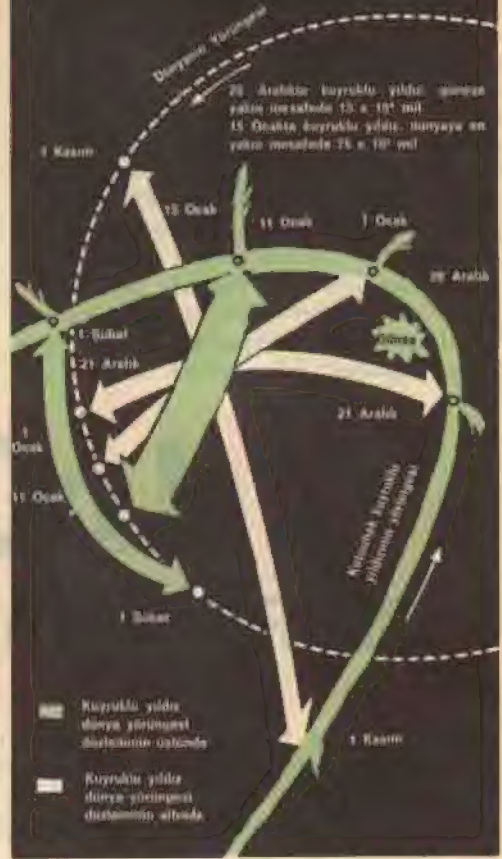 Dünyanın Yörüngesi
28 Aralıkta kuyruklu yıldız, güneşe
yakın mesafede 13 x 10⁶ mil
15 Ocakta kuyruklu yıldız, dünyaya en
yakın mesafede 75 x 10⁶ mil
1 Kasım
15 Ocak
11 Ocak
1 Ocak
28 Aralık
Güneş
1 Şubat
21 Aralık
21 Aralık
1
Ocak
11 Ocak
Kohoutek kuyruklu
yıldızının yörüngesi
1 Şubat
1 Kasım
Kuyruklu yıldız
dünya yörüngesi
düzleminin üstünde
Kuyruklu yıldız
dünya yörüngesi
düzleminin altında